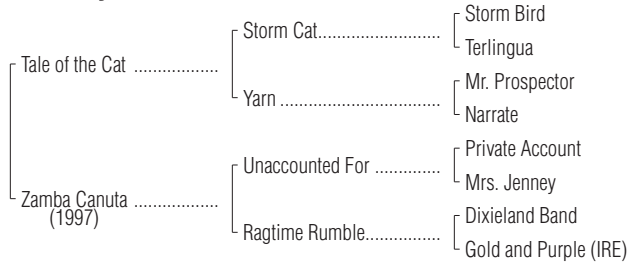 Storm Bird
Storm Cat..........................
Terlingua
Tale of the Cat ..................
Mr. Prospector
Yarn ..................................
Narrate
Private Account
Unaccounted For ..............
Mrs. Jenney
Zamba Canuta ..................
(1997)
Dixieland Band
Ragtime Rumble................
Gold and Purple (IRE)